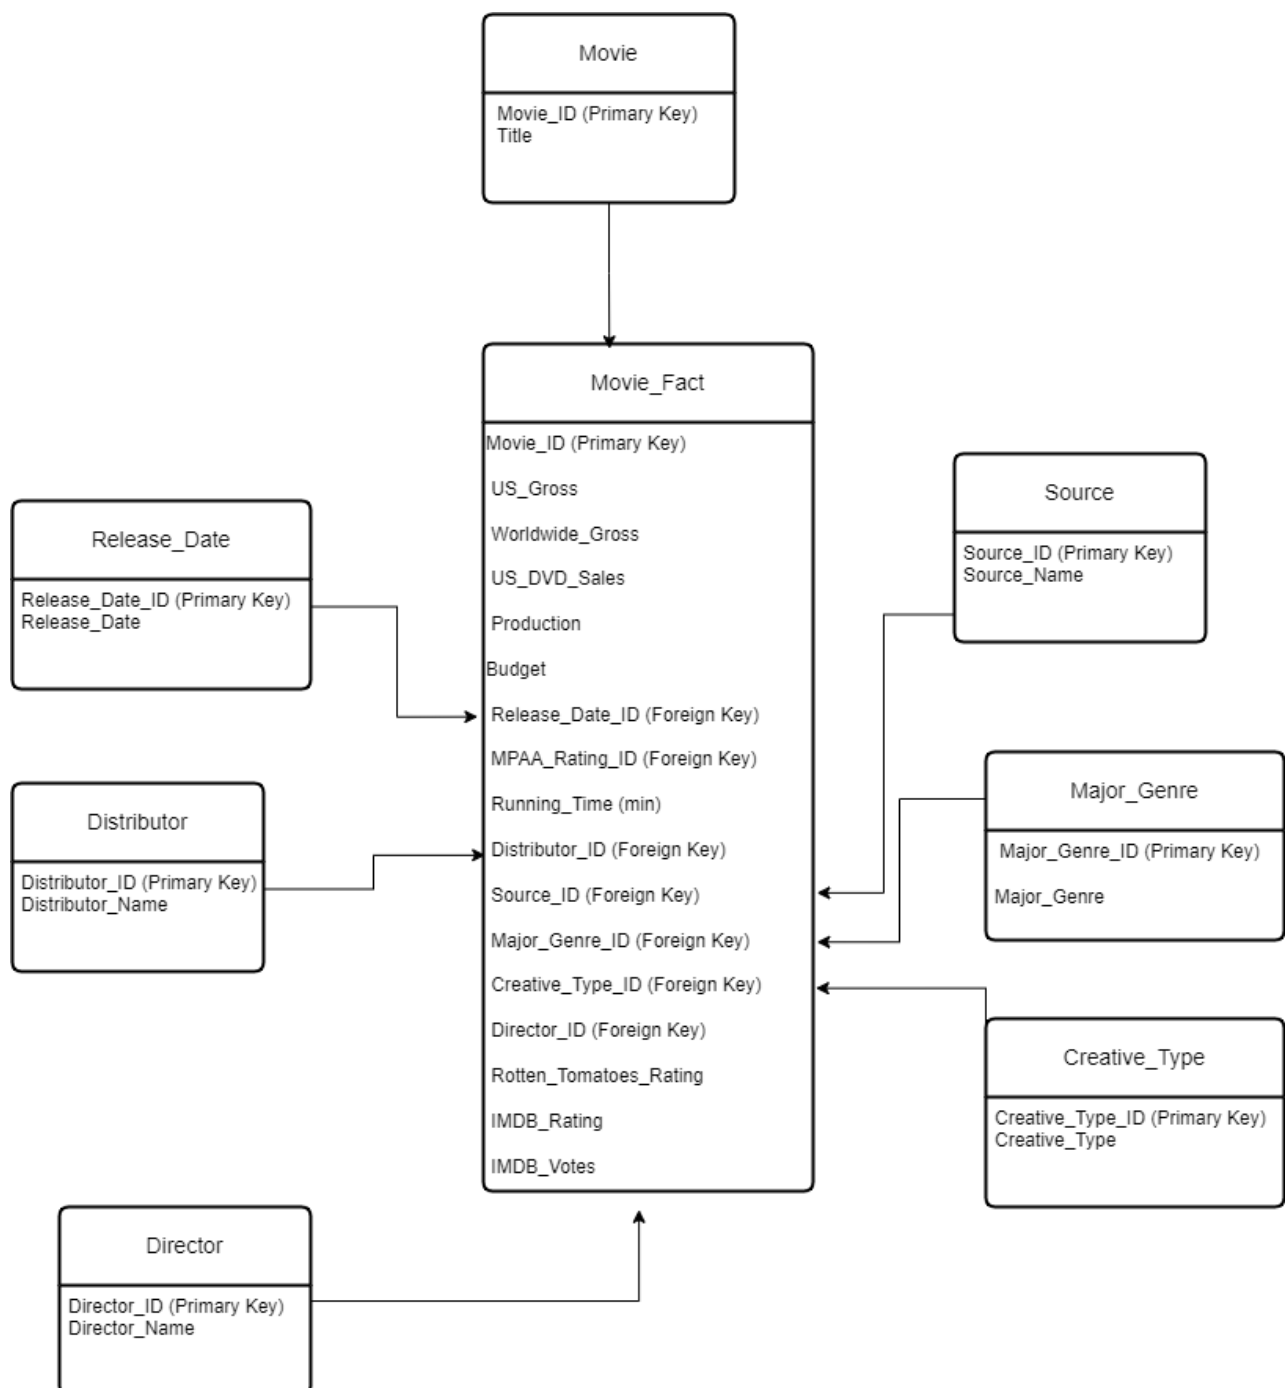 Movie
Movie_ID (Primary Key)
Title
Movie_Fact
Movie_ID (Primary Key)
US_Gross
Worldwide_Gross
US_DVD_Sales
Production
Budget
Release_Date_ID (Foreign Key)
MPAA_Rating_ID (Foreign Key)
Running_Time (min)
Distributor_ID (Foreign Key)
Source_ID (Foreign Key)
Major_Genre_ID (Foreign Key)
Creative_Type_ID (Foreign Key)
Director_ID (Foreign Key)
Rotten_Tomatoes_Rating
IMDB_Rating
IMDB_Votes
Release_Date
Release_Date_ID (Primary Key)
Release_Date
Distributor
Distributor_ID (Primary Key)
Distributor_Name
Director
Director_ID (Primary Key)
Director_Name
Source
Source_ID (Primary Key)
Source_Name
Major_Genre
Major_Genre_ID (Primary Key)
Major_Genre
Creative_Type
Creative_Type_ID (Primary Key)
Creative_Type